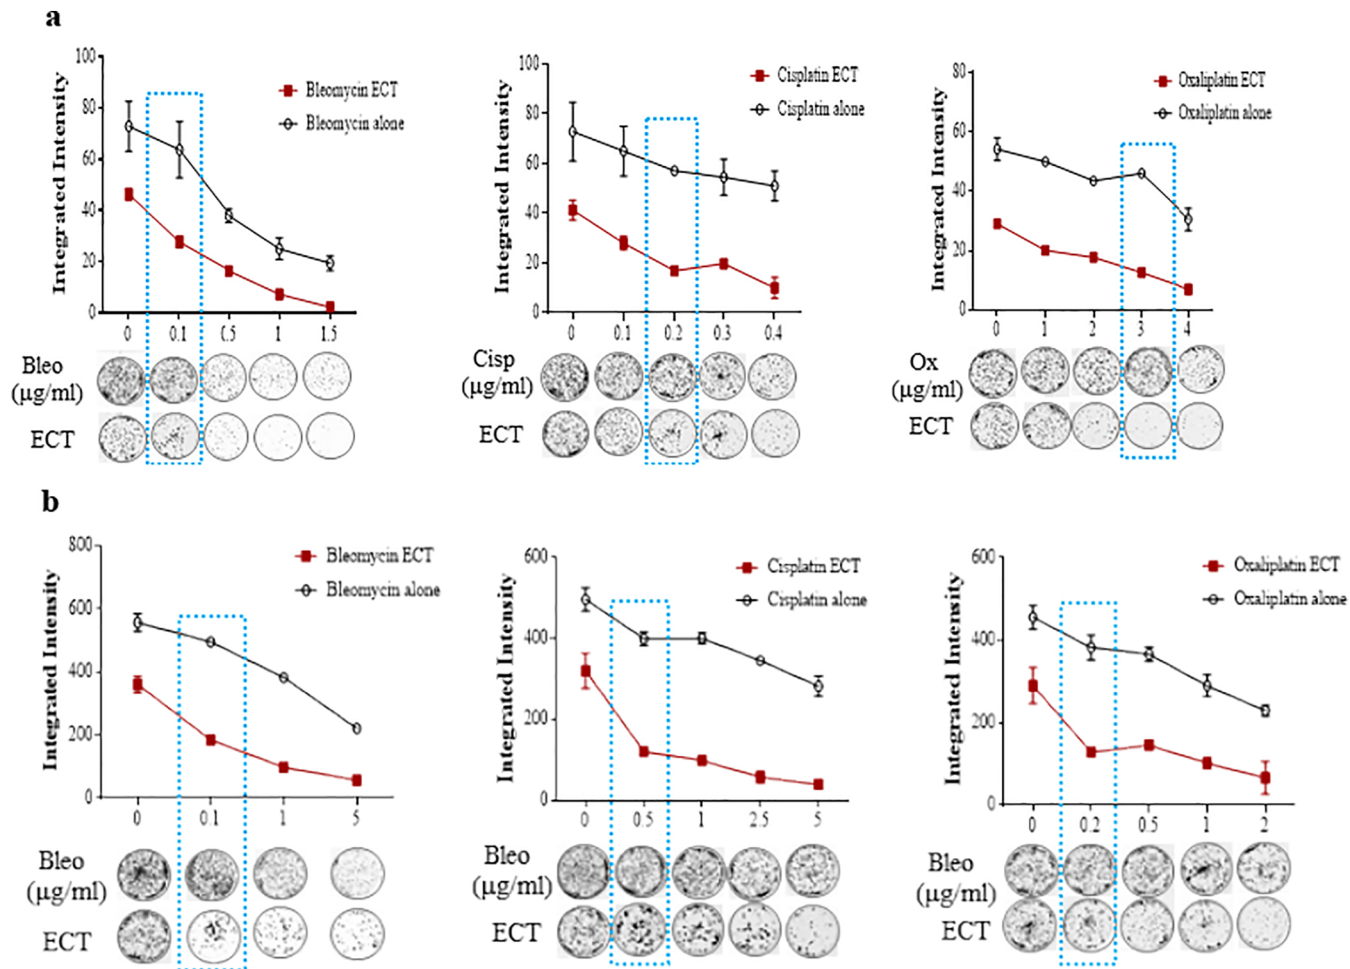 a
100
80
60
40
20
0
Integrated Intensity
Bleomycin ECT
Bleomycin alone
0 0.1 0.5 1 1.5
Bleo
(μg/ml)
ECT
100
80
60
40
20
0
Integrated Intensity
Cisplatin ECT
Cisplatin alone
0 0.1 0.2 0.3 0.4
Cisp
(μg/ml)
ECT
80
60
40
20
0
Integrated Intensity
Oxaliplatin ECT
Oxaliplatin alone
0 1 2 3 4
Ox
(μg/ml)
ECT
b
800
600
400
200
0
Integrated Intensity
Bleomycin ECT
Bleomycin alone
0 0.1 1 5
Bleo
(μg/ml)
ECT
600
400
200
0
Integrated Intensity
Cisplatin ECT
Cisplatin alone
0 0.5 1 2.5 5
Bleo
(μg/ml)
ECT
600
400
200
0
Integrated Intensity
Oxaliplatin ECT
Oxaliplatin alone
0 0.2 0.5 1 2
Bleo
(μg/ml)
ECT